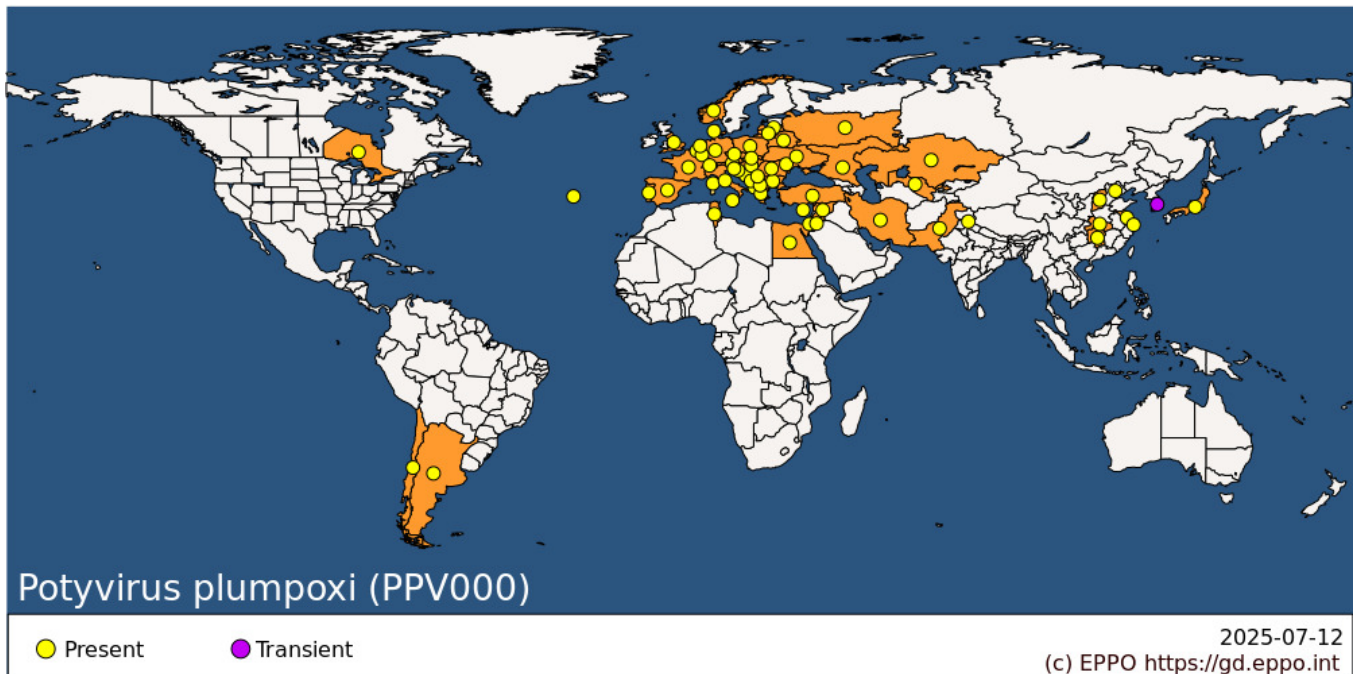 Potyvirus plumpoxi (PPV000)
Present
Transient
2025-07-12
(c) EPPO https://gd.eppo.int